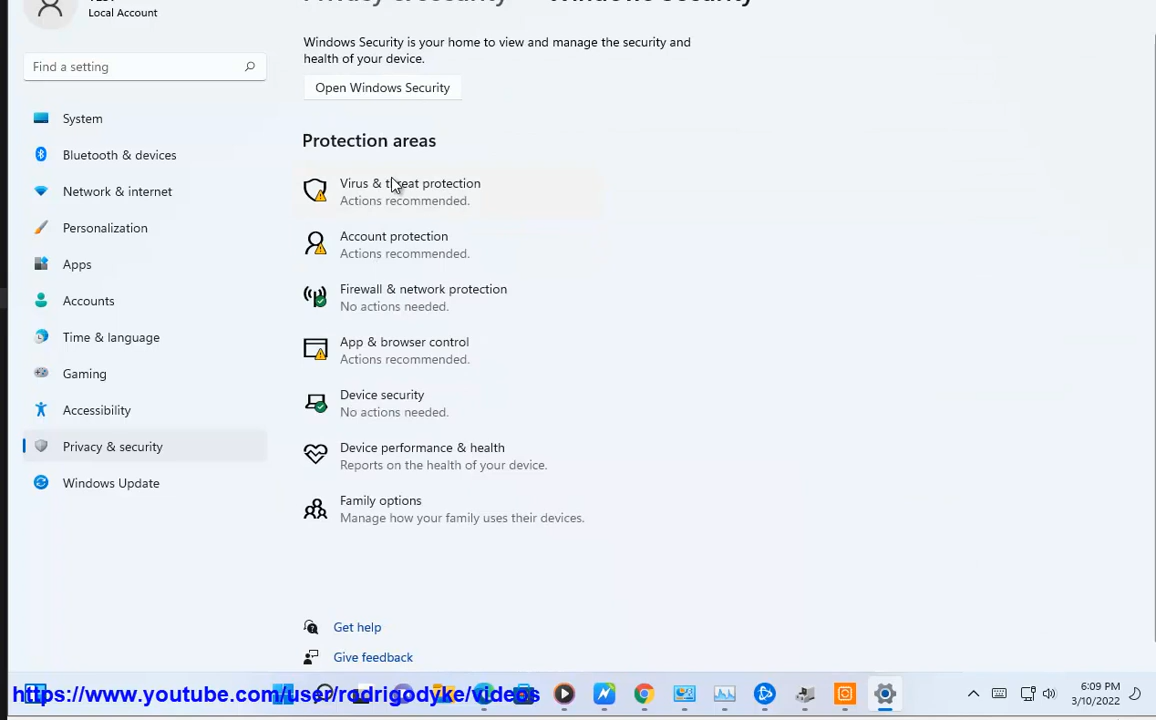 Local Account
Windows Security
Windows Security is your home to view and manage the security and
health of your device.
Find a setting
Open Windows Security
System
Bluetooth & devices
Network & internet
Personalization
Apps
Accounts
Time & language
Gaming
Accessibility
Privacy & security
Windows Update
Protection areas
Virus & threat protection
Actions recommended.
Account protection
Actions recommended.
Firewall & network protection
No actions needed.
App & browser control
Actions recommended.
Device security
No actions needed.
Device performance & health
Reports on the health of your device.
Family options
Manage how your family uses their devices.
Get help
Give feedback
https://www.youtube.com/user/rodrigodyke/videos
6:09 PM
3/10/2022